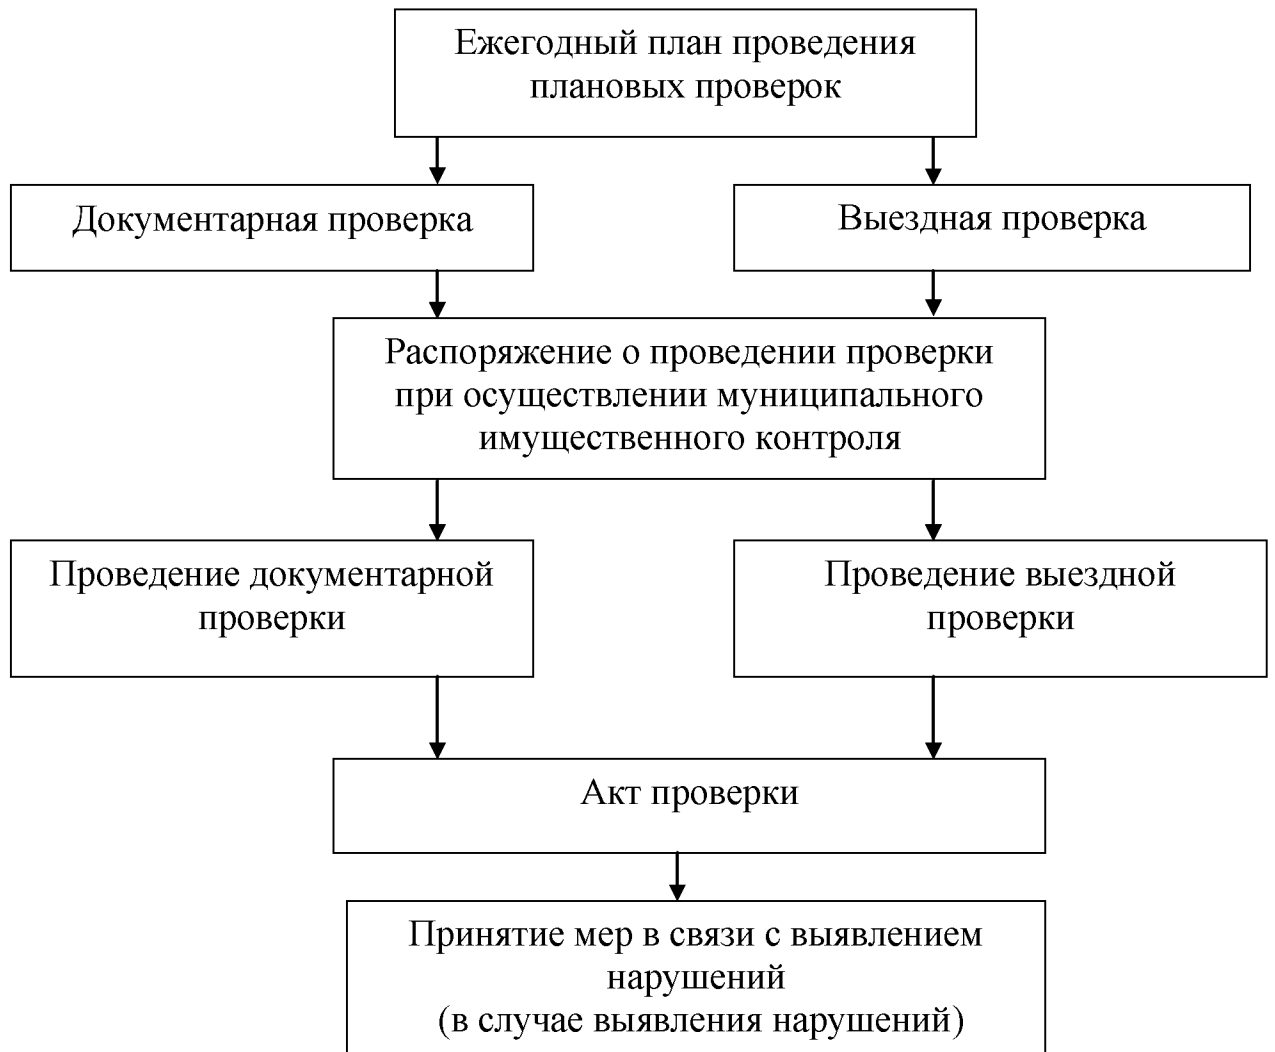 Ежегодный план проведения
плановых проверок
Документарная проверка
Выездная проверка
Распоряжение о проведении проверки
при осуществлении муниципального
имущественного контроля
Проведение документарной
проверки
Проведение выездной
проверки
Акт проверки
Принятие мер в связи с выявлением
нарушений
(в случае выявления нарушений)